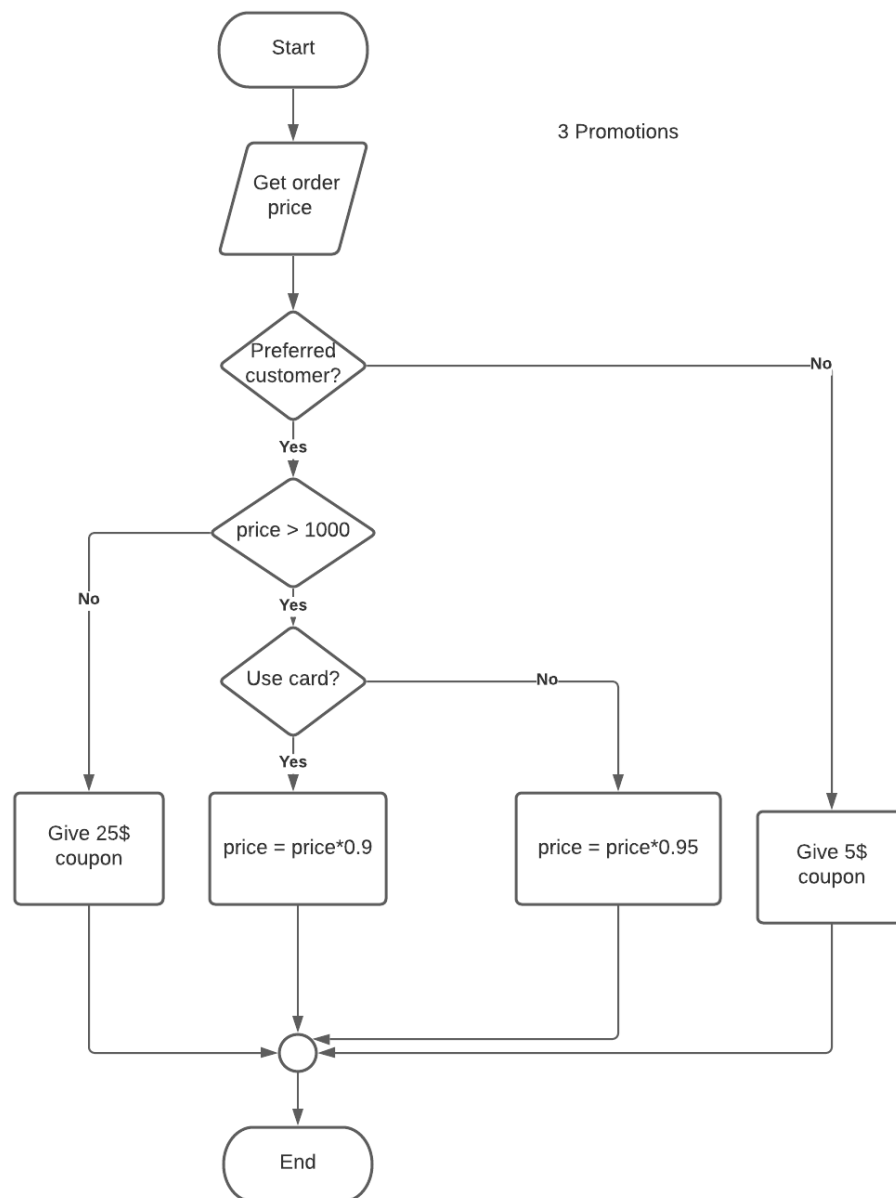 Start
3 Promotions
Get order
price
Preferred
customer?
No
Yes
price > 1000
No
Yes
Use card?
No
Yes
Give 25$
coupon
price = price*0.9
price = price*0.95
Give 5$
coupon
End